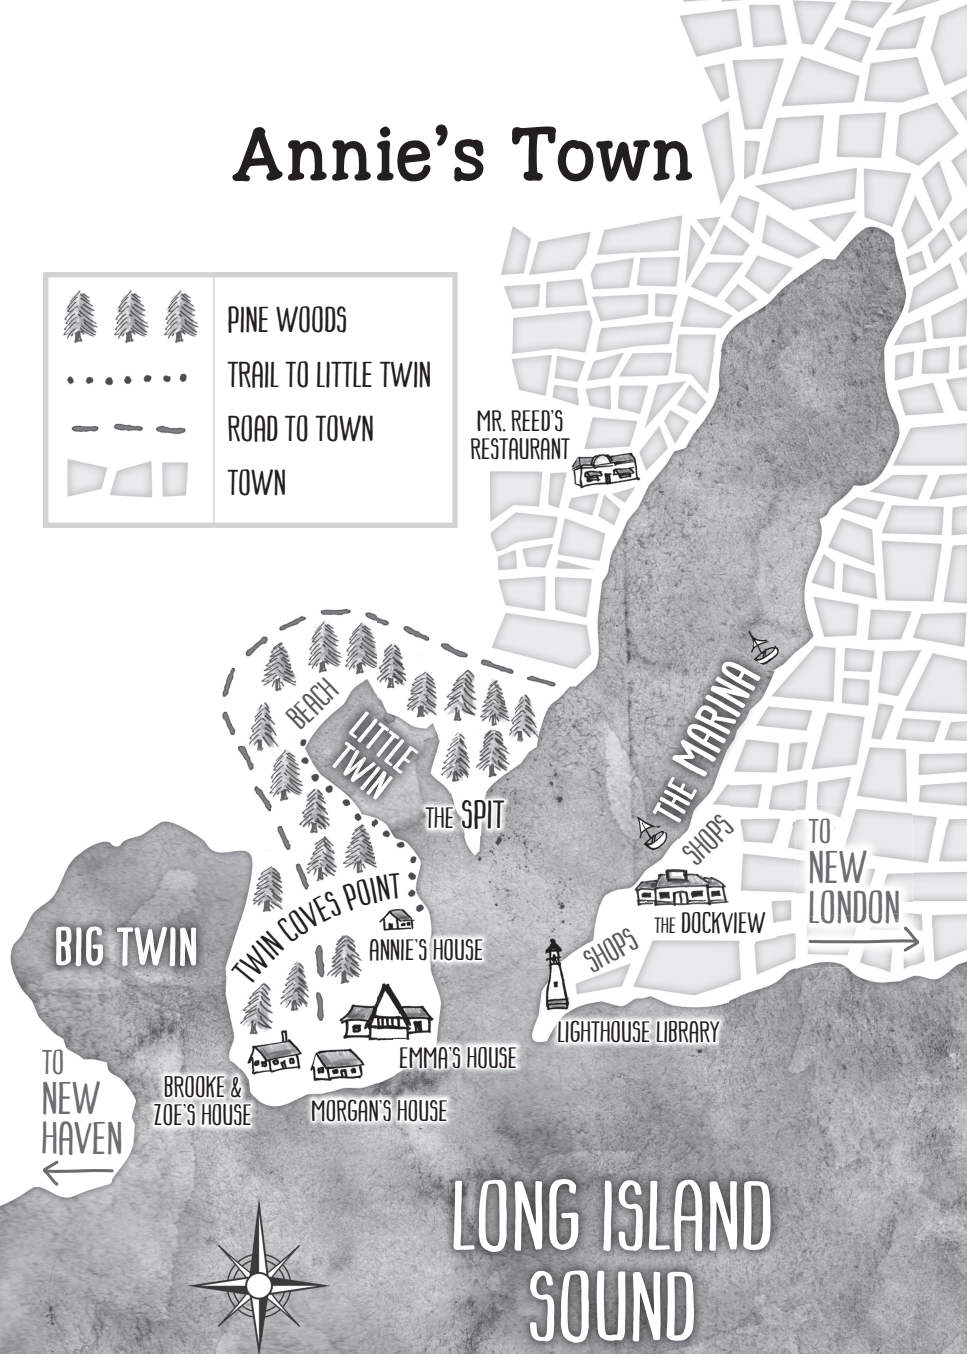 Annie's Town
PINE WOODS
TRAIL TO LITTLE TWIN
ROAD TO TOWN
TOWN
MR. REED'S
RESTAURANT
BEACH
LITTLE
TWIN
THE SPIT
THE MARINA
SHOPS
THE DOCKVIEW
TO
NEW
LONDON
SHOPS
LIGHTHOUSE LIBRARY
BIG TWIN
TWIN COVES POINT
ANNIE'S HOUSE
EMMA'S HOUSE
BROOKE &
ZOE'S HOUSE
MORGAN'S HOUSE
TO
NEW
HAVEN
LONG ISLAND
SOUND